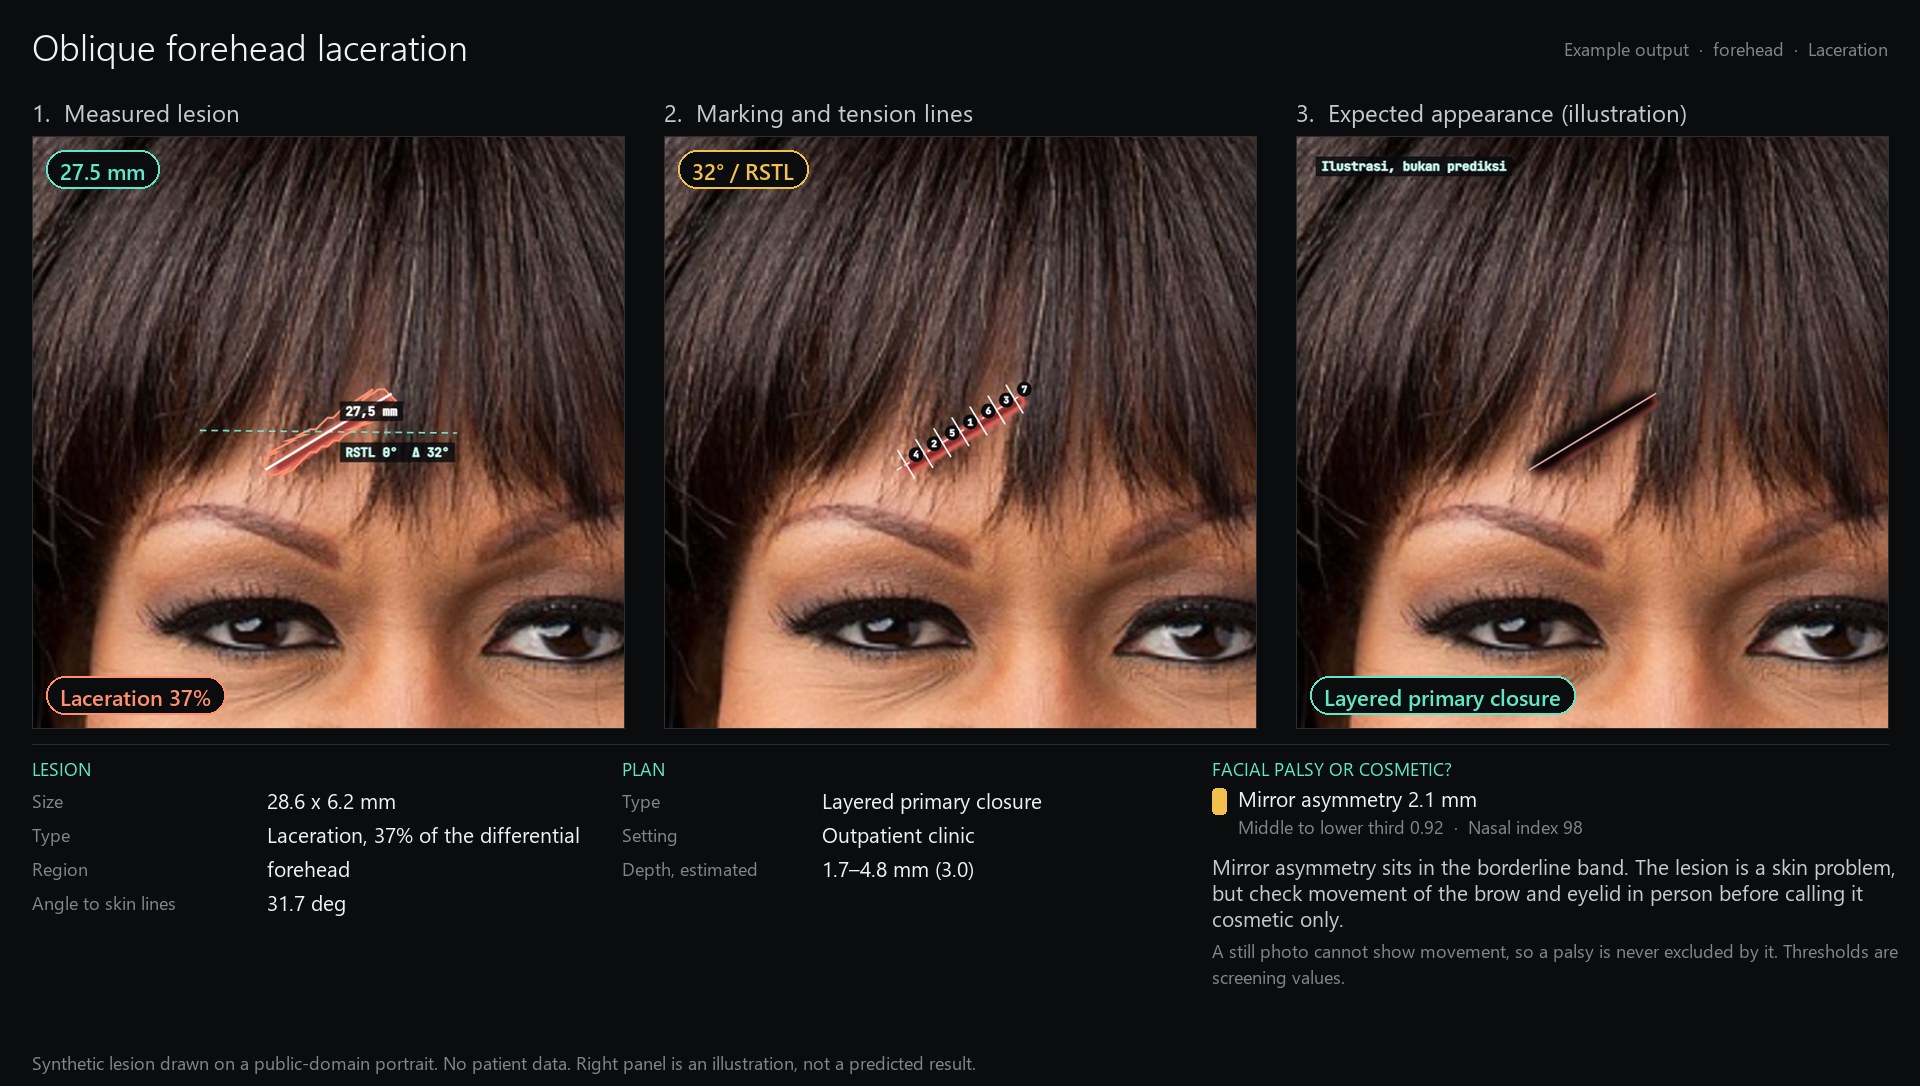 Oblique forehead laceration
Example output · forehead · Laceration
1. Measured lesion
27.5 mm
27,5 mm
RSTL 0° Δ 32°
Laceration 37%
2. Marking and tension lines
32° / RSTL
7
3
6
1
5
2
4
3. Expected appearance (illustration)
Ilustrasi, bukan prediksi
Layered primary closure
LESION
Size 28.6 x 6.2 mm
Type Laceration, 37% of the differential
Region forehead
Angle to skin lines 31.7 deg
PLAN
Type Layered primary closure
Setting Outpatient clinic
Depth, estimated 1.7–4.8 mm (3.0)
FACIAL PALSY OR COSMETIC?
Mirror asymmetry 2.1 mm
Middle to lower third 0.92 · Nasal index 98
Mirror asymmetry sits in the borderline band. The lesion is a skin problem,
but check movement of the brow and eyelid in person before calling it
cosmetic only.
A still photo cannot show movement, so a palsy is never excluded by it. Thresholds are
screening values.
Synthetic lesion drawn on a public-domain portrait. No patient data. Right panel is an illustration, not a predicted result.